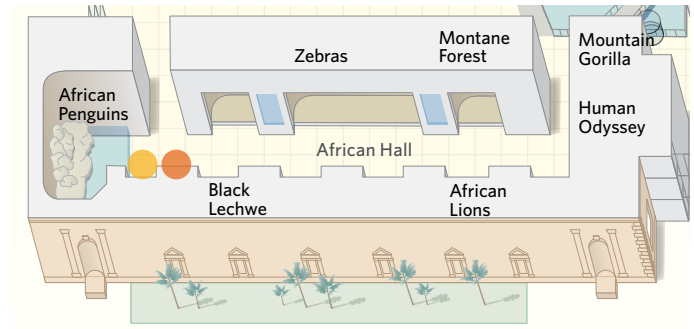 Zebras
Montane
Forest
Mountain
Gorilla
African
Penguins
Human
Odyssey
African Hall
Black
Lechwe
African
Lions